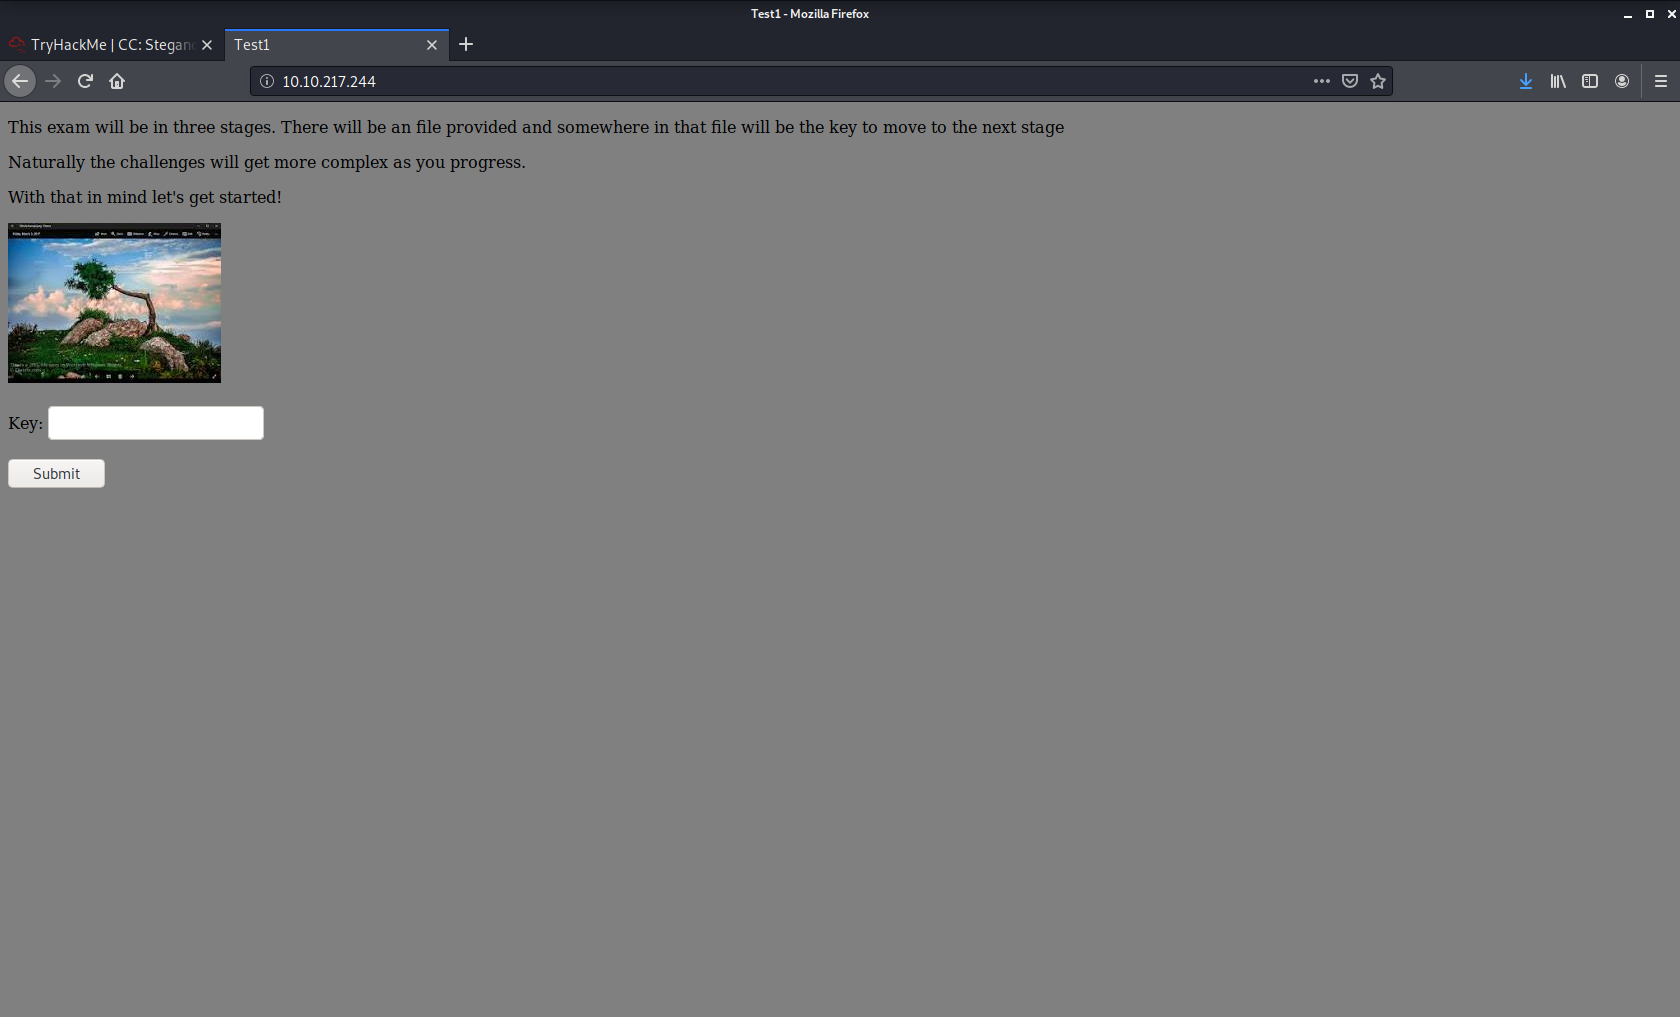 Test1 - Mozilla Firefox
TryHackMe | CC: Stegan
Test1
10.10.217.244
This exam will be in three stages. There will be an file provided and somewhere in that file will be the key to move to the next stage
Naturally the challenges will get more complex as you progress.
With that in mind let's get started!
Key:
Submit